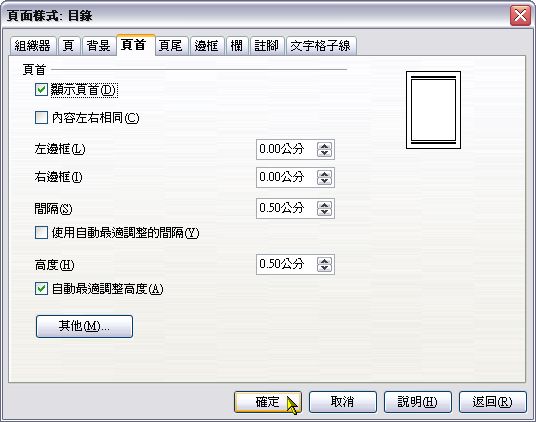 頁面樣式: 目錄
組織器 頁 背景 頁首 頁尾 邊框 欄 註腳 文字格子線
頁首
顯示頁首(D)
內容左右相同(C)
左邊框(L) 0.00公分
右邊框(I) 0.00公分
間隔(S) 0.50公分
使用自動最適調整的間隔(Y)
高度(H) 0.50公分
自動最適調整高度(A)
其他(M)...
確定 取消 說明(H) 返回(R)